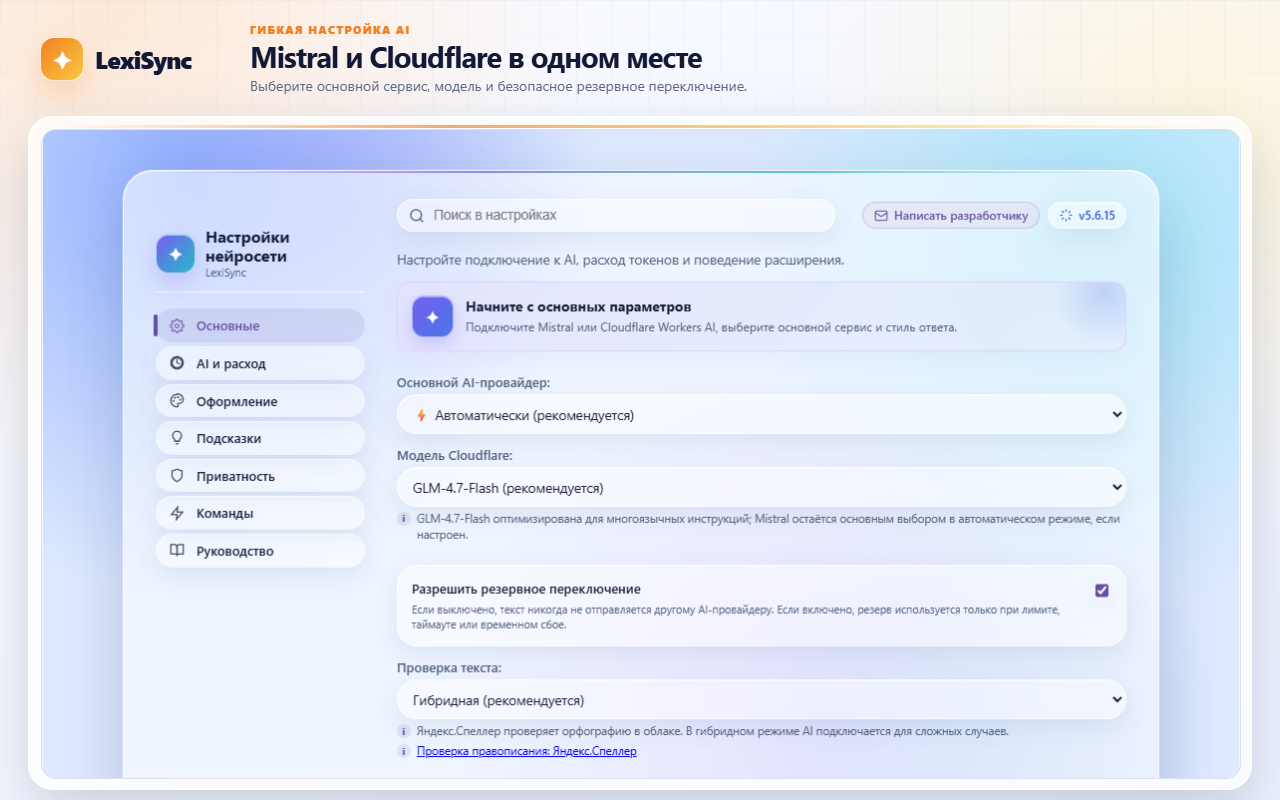 LexiSync
ГИБКАЯ НАСТРОЙКА AI
Mistral и Cloudflare в одном месте
Выберите основной сервис, модель и безопасное резервное переключение.
Настройки
нейросети
LexiSync
Основные
AI и расход
Оформление
Подсказки
Приватность
Команды
Руководство
Поиск в настройках
Написать разработчику
v5.6.15
Настройте подключение к AI, расход токенов и поведение расширения.
Начните с основных параметров
Подключите Mistral или Cloudflare Workers AI, выберите основной сервис и стиль ответа.
Основной AI-провайдер:
Автоматически (рекомендуется)
Модель Cloudflare:
GLM-4.7-Flash (рекомендуется)
GLM-4.7-Flash оптимизирована для многоязычных инструкций; Mistral остаётся основным выбором в автоматическом режиме, если
настроен.
Разрешить резервное переключение
Если выключено, текст никогда не отправляется другому AI-провайдеру. Если включено, резерв используется только при лимите,
таймауте или временном сбое.
Проверка текста:
Гибридная (рекомендуется)
Яндекс.Спеллер проверяет орфографию в облаке. В гибридном режиме AI подключается для сложных случаев.
Проверка правописания: Яндекс.Спеллер